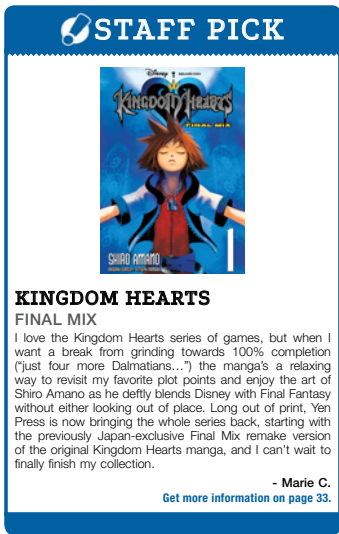 STAFF PICK
Disney
SQUARE ENIX
KINGDOM HEARTS
FINAL MIX
SHIRO AMANO
1
KINGDOM HEARTS
FINAL MIX
I love the Kingdom Hearts series of games, but when I
want a break from grinding towards 100% completion
(“just four more Dalmatians…”) the manga’s a relaxing
way to revisit my favorite plot points and enjoy the art of
Shiro Amano as he deftly blends Disney with Final Fantasy
without either looking out of place. Long out of print, Yen
Press is now bringing the whole series back, starting with
the previously Japan-exclusive Final Mix remake version
of the original Kingdom Hearts manga, and I can’t wait to
finally finish my collection.
- Marie C.
Get more information on page 33.